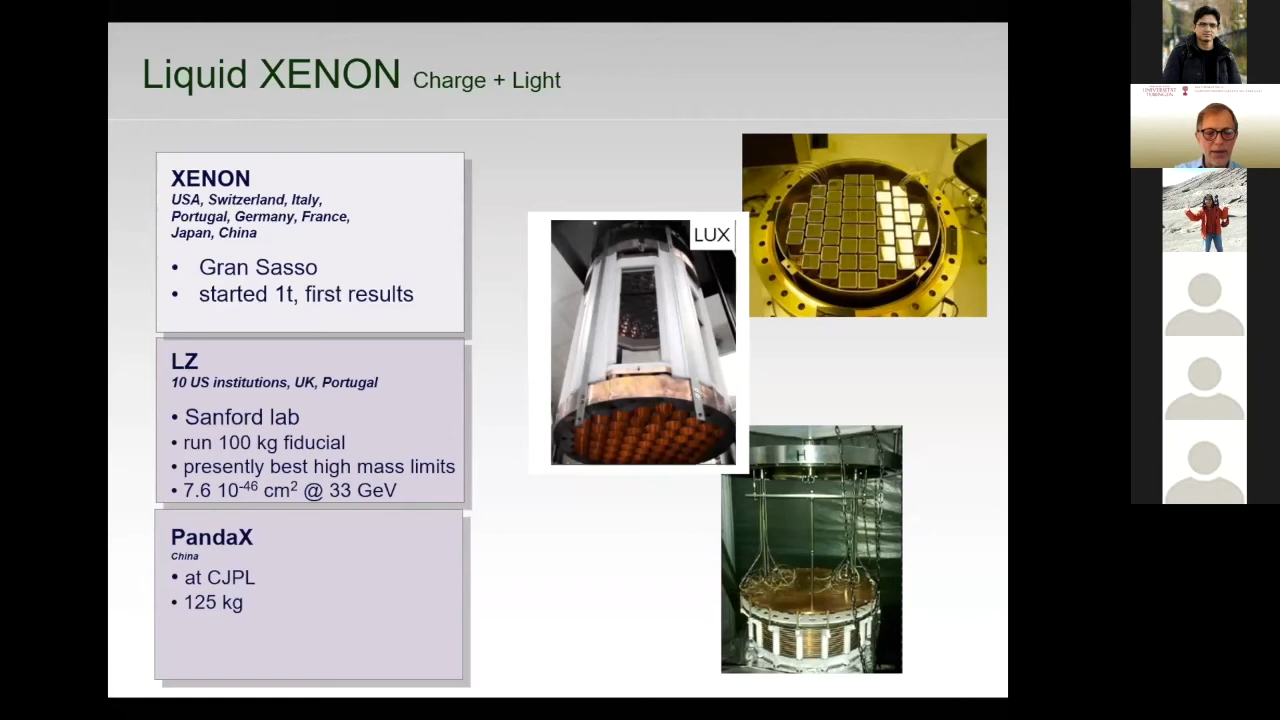 Liquid XENON Charge + Light
XENON
USA, Switzerland, Italy,
Portugal, Germany, France,
Japan, China
• Gran Sasso
• started 1t, first results
LZ
10 US institutions, UK, Portugal
• Sanford lab
• run 100 kg fiducial
• presently best high mass limits
• 7.6 10⁻⁴⁶ cm² @ 33 GeV
PandaX
China
• at CJPL
• 125 kg
LUX
UNIVERSITÄT
TÜBINGEN